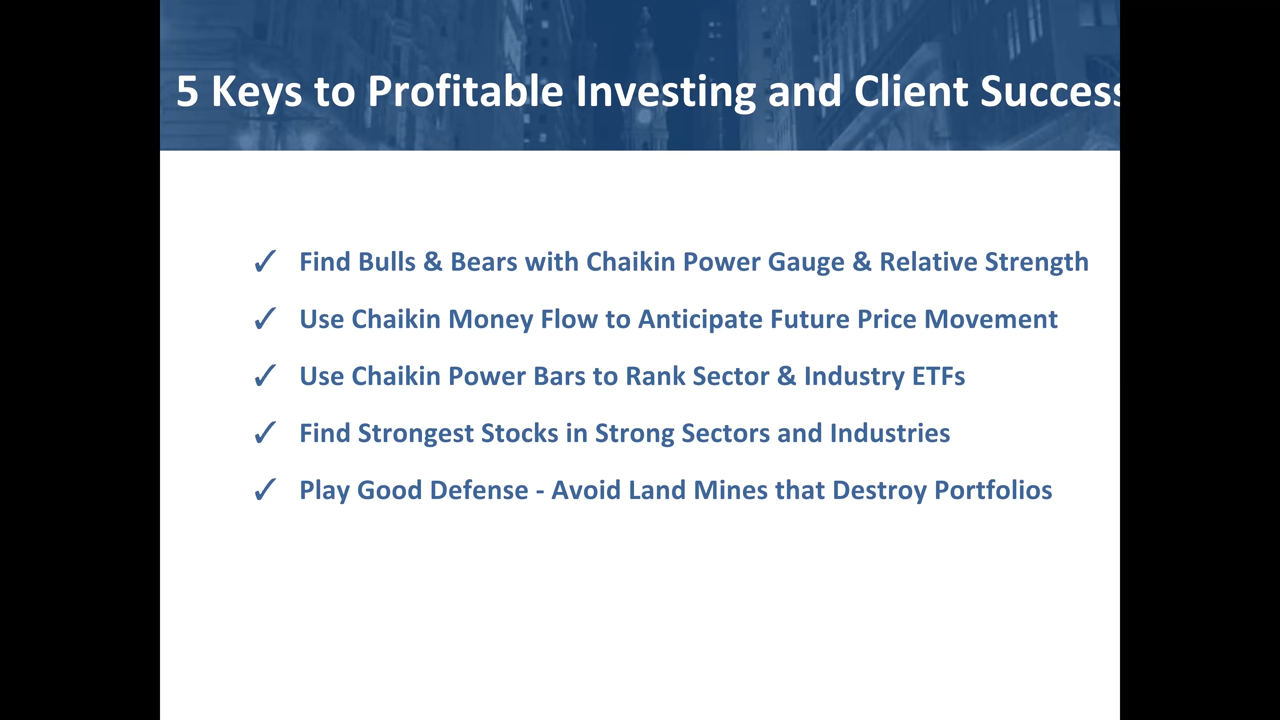 5 Keys to Profitable Investing and Client Success
✓ Find Bulls & Bears with Chaikin Power Gauge & Relative Strength
✓ Use Chaikin Money Flow to Anticipate Future Price Movement
✓ Use Chaikin Power Bars to Rank Sector & Industry ETFs
✓ Find Strongest Stocks in Strong Sectors and Industries
✓ Play Good Defense - Avoid Land Mines that Destroy Portfolios